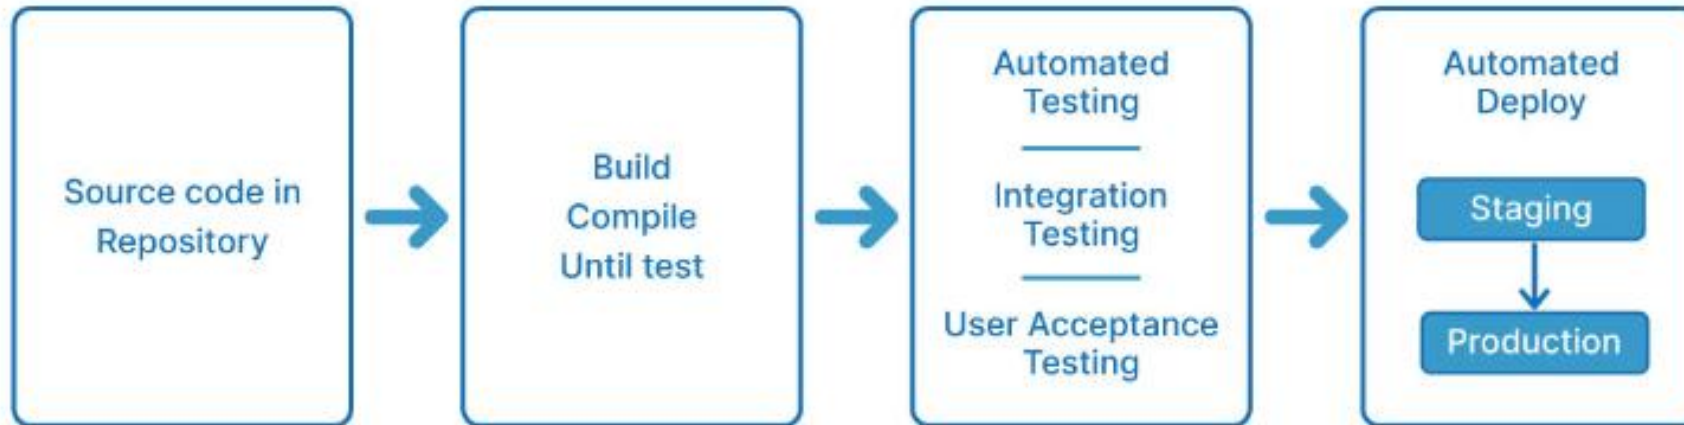 Source code in
Repository
Build
Compile
Until test
Automated
Testing
Integration
Testing
User Acceptance
Testing
Automated
Deploy
Staging
Production